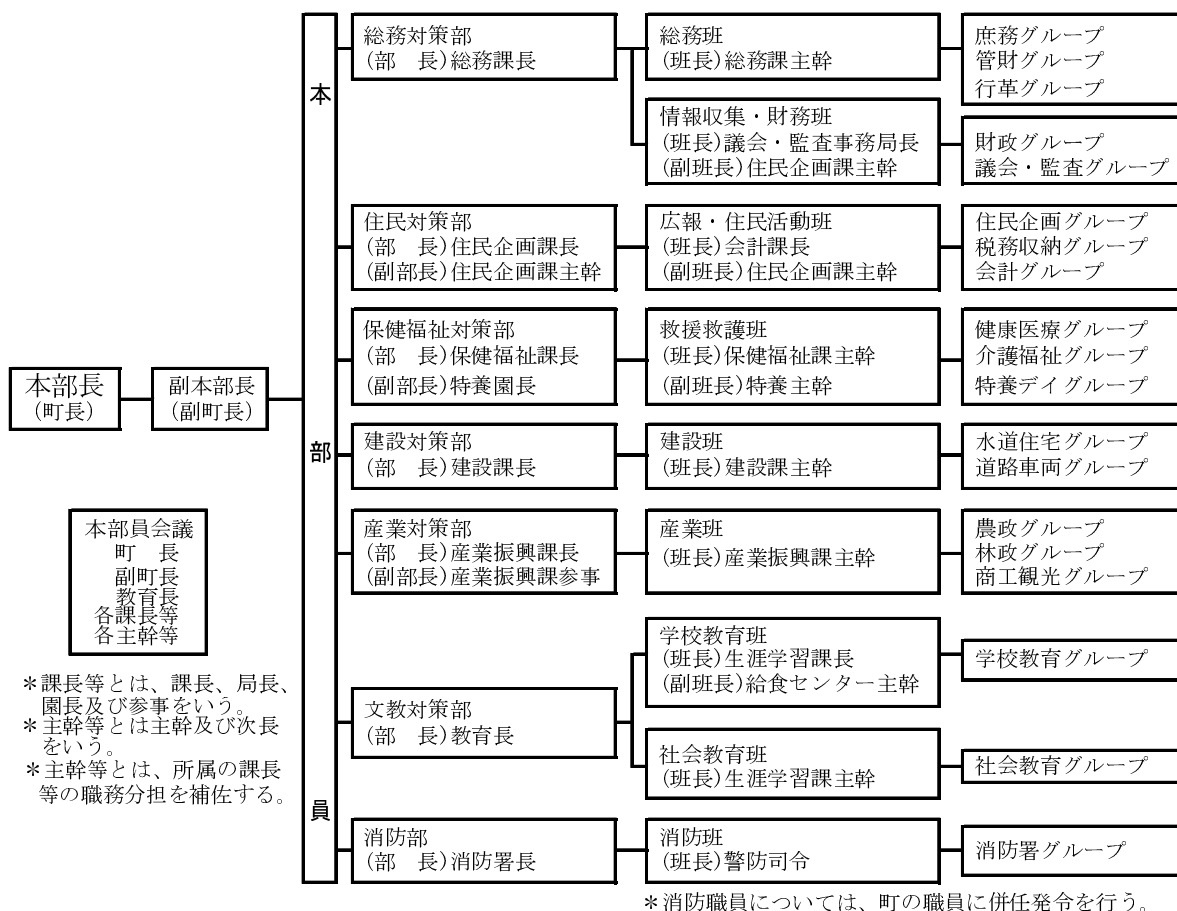 本部長
(町長)
副本部長
(副町長)
本部員
総務対策部
(部　長)総務課長
総務班
(班長)総務課主幹
庶務グループ
管財グループ
行革グループ
情報収集・財務班
(班長)議会・監査事務局長
(副班長)住民企画課主幹
財政グループ
議会・監査グループ
住民対策部
(部　長)住民企画課長
(副部長)住民企画課主幹
広報・住民活動班
(班長)会計課長
(副班長)住民企画課主幹
住民企画グループ
税務収納グループ
会計グループ
保健福祉対策部
(部　長)保健福祉課長
(副部長)特養園長
救援救護班
(班長)保健福祉課主幹
(副班長)特養主幹
健康医療グループ
介護福祉グループ
特養デイグループ
建設対策部
(部　長)建設課長
建設班
(班長)建設課主幹
水道住宅グループ
道路車両グループ
産業対策部
(部　長)産業振興課長
(副部長)産業振興課参事
産業班
(班長)産業振興課主幹
農政グループ
林政グループ
商工観光グループ
文教対策部
(部　長)教育長
学校教育班
(班長)生涯学習課長
(副班長)給食センター主幹
学校教育グループ
社会教育班
(班長)生涯学習課主幹
社会教育グループ
消防部
(部　長)消防署長
消防班
(班長)警防司令
消防署グループ
本部員会議
町　長
副町長
教育長
各課長等
各主幹等
＊課長等とは、課長、局長、
園長及び参事をいう。
＊主幹等とは主幹及び次長
をいう。
＊主幹等とは、所属の課長
等の職務分担を補佐する。
＊消防職員については、町の職員に併任発令を行う。